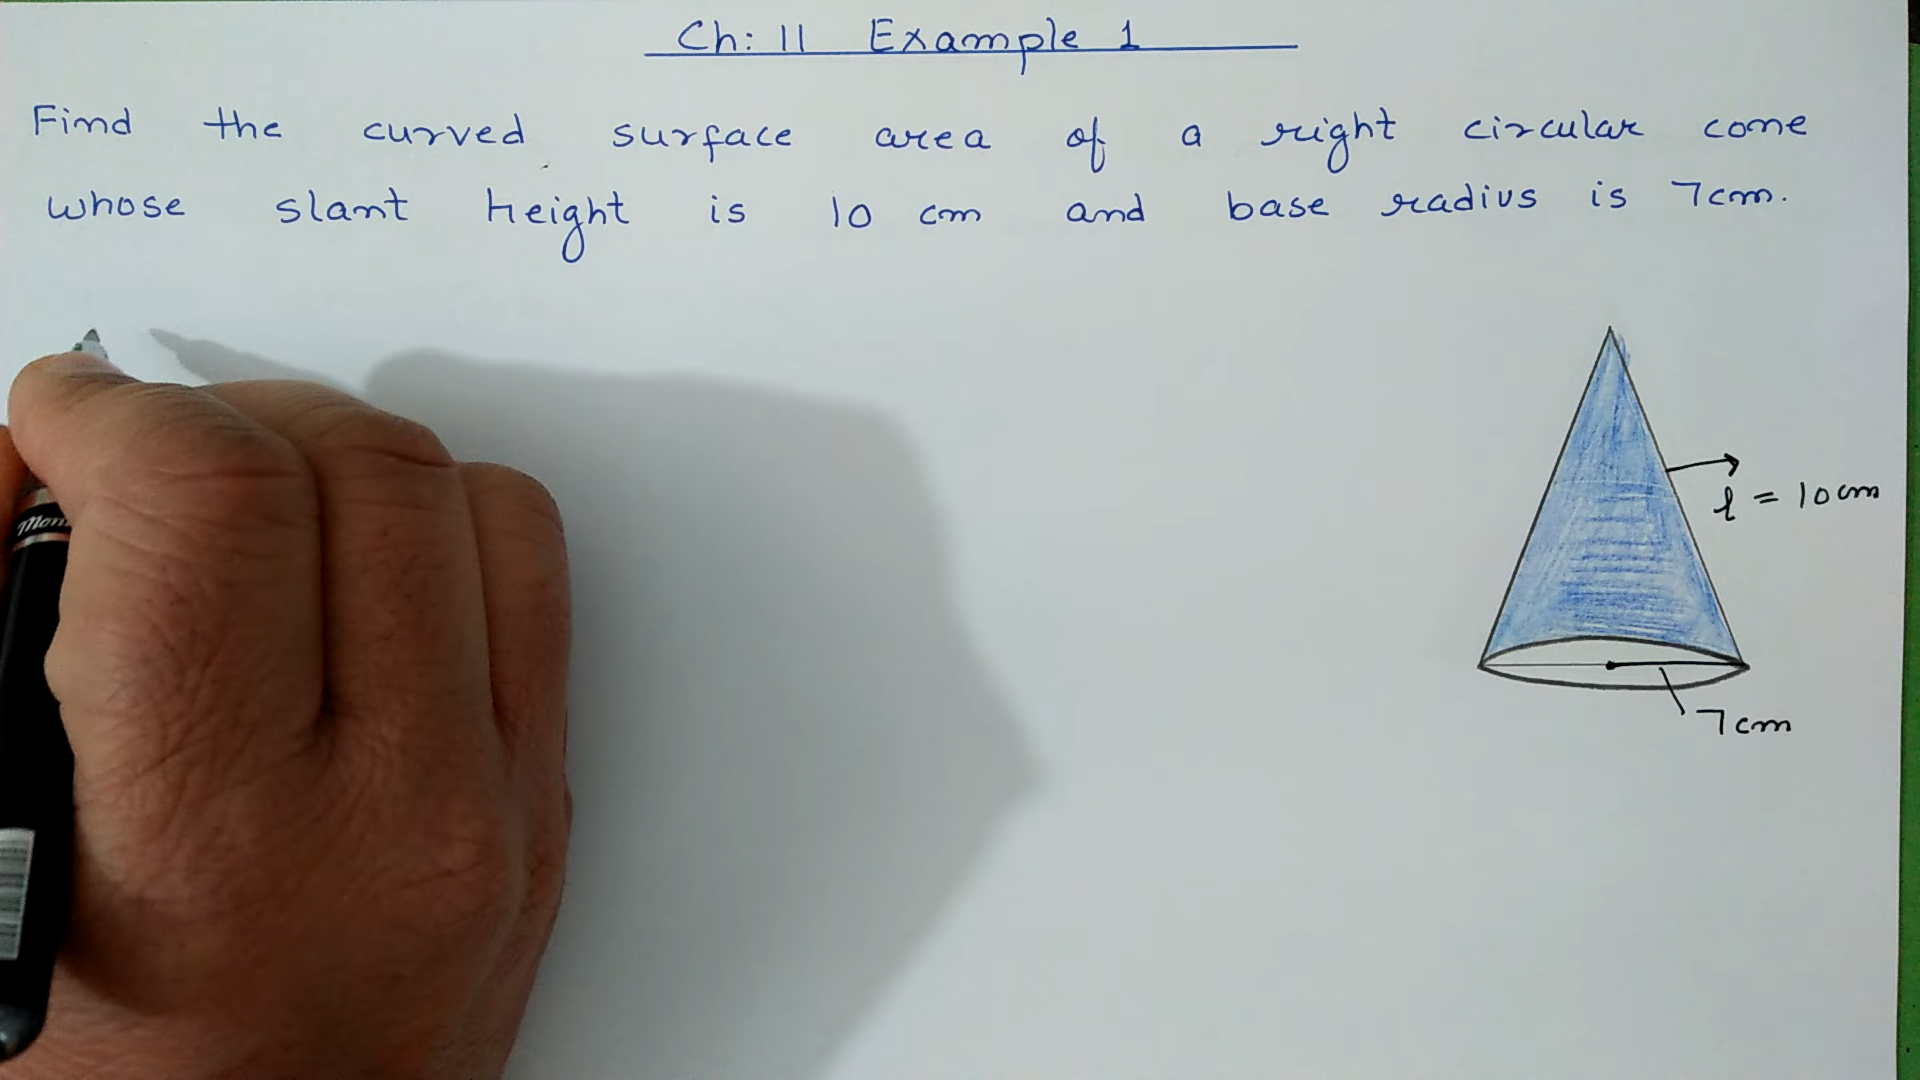 Ch: 11 Example 1
Find the curved surface area of a right circular cone
whose slant height is 10 cm and base radius is 7cm.
l = 10cm
7cm